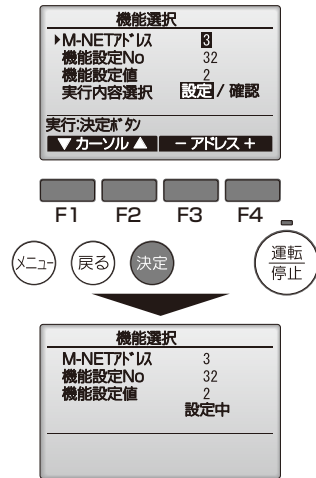 機能選択
▶M-NETアドレス 3
機能設定No 32
機能設定値 2
実行内容選択 設定 / 確認
実行:決定ボタン
▼ カーソル ▲ − アドレス +
F1 F2 F3 F4
メニュー 戻る 決定 運転
停止
機能選択
M-NETアドレス 3
機能設定No 32
機能設定値 2
設定中